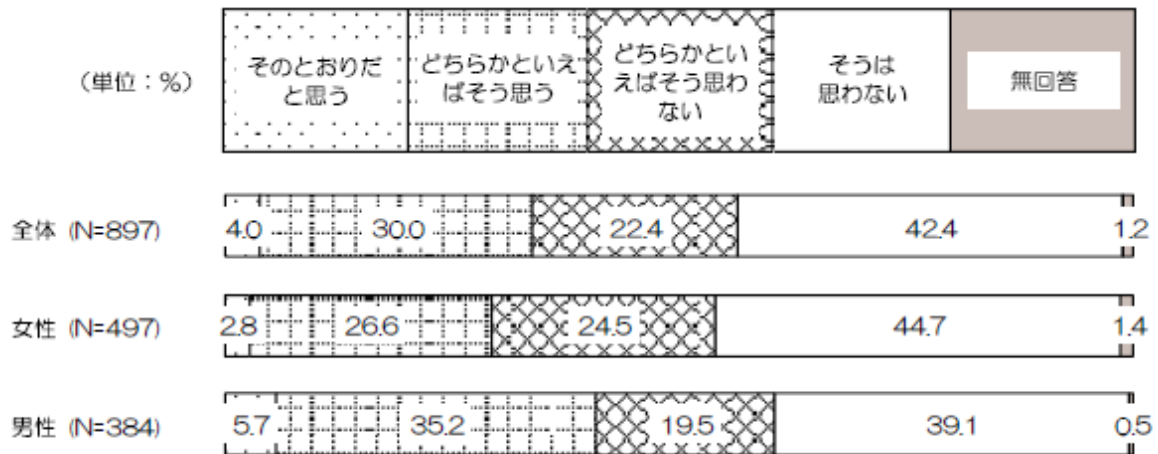 (単位:%)
そのとおりだ
と思う
どちらかといえ
ばそう思う
どちらかとい
えばそう思わ
ない
そうは
思わない
無回答
全体 (N=897) 4.0 30.0 22.4 42.4 1.2
女性 (N=497) 2.8 26.6 24.5 44.7 1.4
男性 (N=384) 5.7 35.2 19.5 39.1 0.5